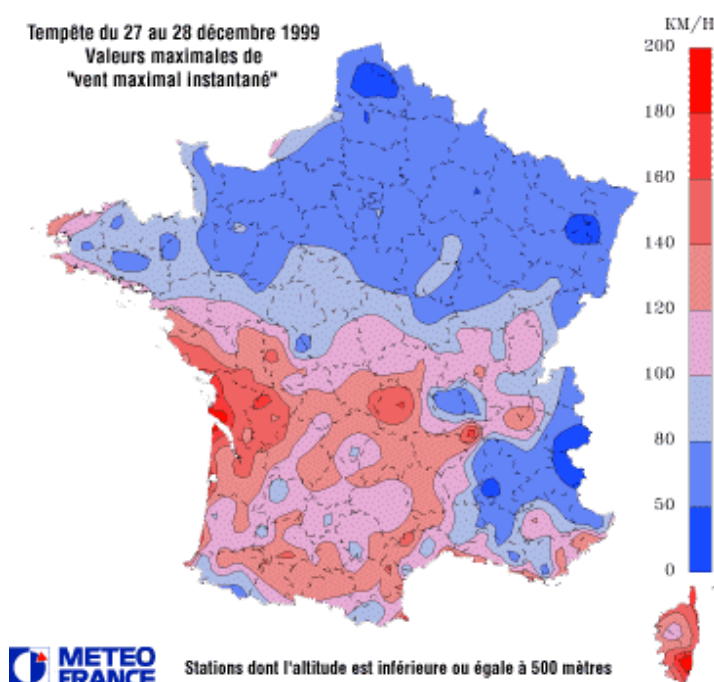 Tempête du 27 au 28 décembre 1999
Valeurs maximales de
"vent maximal instantané"
KM/H
200
180
160
140
120
100
80
50
0
METEO
FRANCE
Stations dont l'altitude est inférieure ou égale à 500 mètres